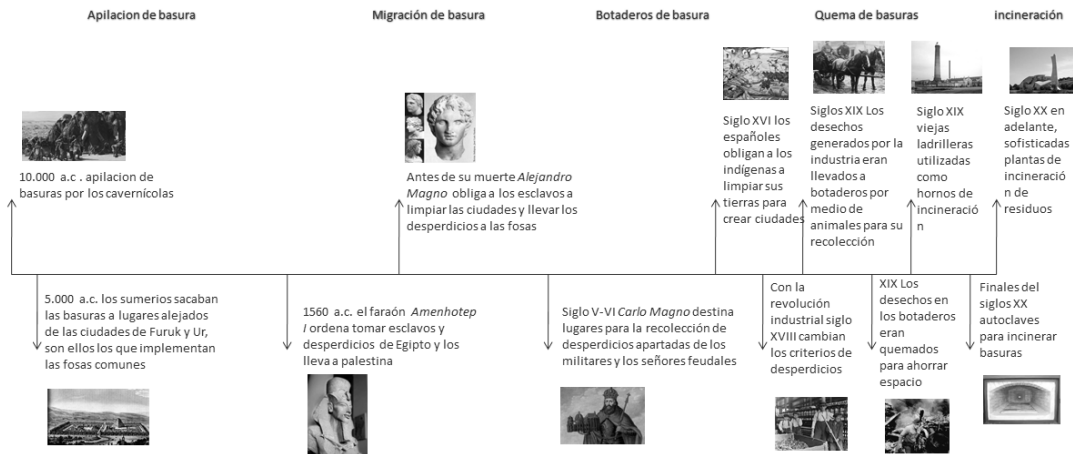 Apilacion de basura
Migración de basura
Botaderos de basura
Quema de basuras
incineración
10.000 a.c . apilacion de
basuras por los cavernícolas
Antes de su muerte Alejandro
Magno obliga a los esclavos a
limpiar las ciudades y llevar los
desperdicios a las fosas
Siglo XVI los
españoles
obligan a los
indígenas a
limpiar sus
tierras para
crear ciudades
Siglos XIX Los
desechos
generados por la
industria eran
llevados a
botaderos por
medio de
animales para su
recolección
Siglo XIX
viejas
ladrilleras
utilizadas
como
hornos de
incineració
n
Siglo XX en
adelante,
sofisticadas
plantas de
incineració
n de
residuos
5.000 a.c. los sumerios sacaban
las basuras a lugares alejados
de las ciudades de Furuk y Ur,
son ellos los que implementan
las fosas comunes
1560 a.c. el faraón Amenhotep
I ordena tomar esclavos y
desperdicios de Egipto y los
lleva a palestina
Siglo V-VI Carlo Magno destina
lugares para la recolección de
desperdicios apartadas de los
militares y los señores feudales
Con la
revolución
industrial siglo
XVIII cambian
los criterios de
desperdicios
XIX Los
desechos en
los botaderos
eran
quemados
para ahorrar
espacio
Finales del
siglos XX
autoclaves
para incinerar
basuras